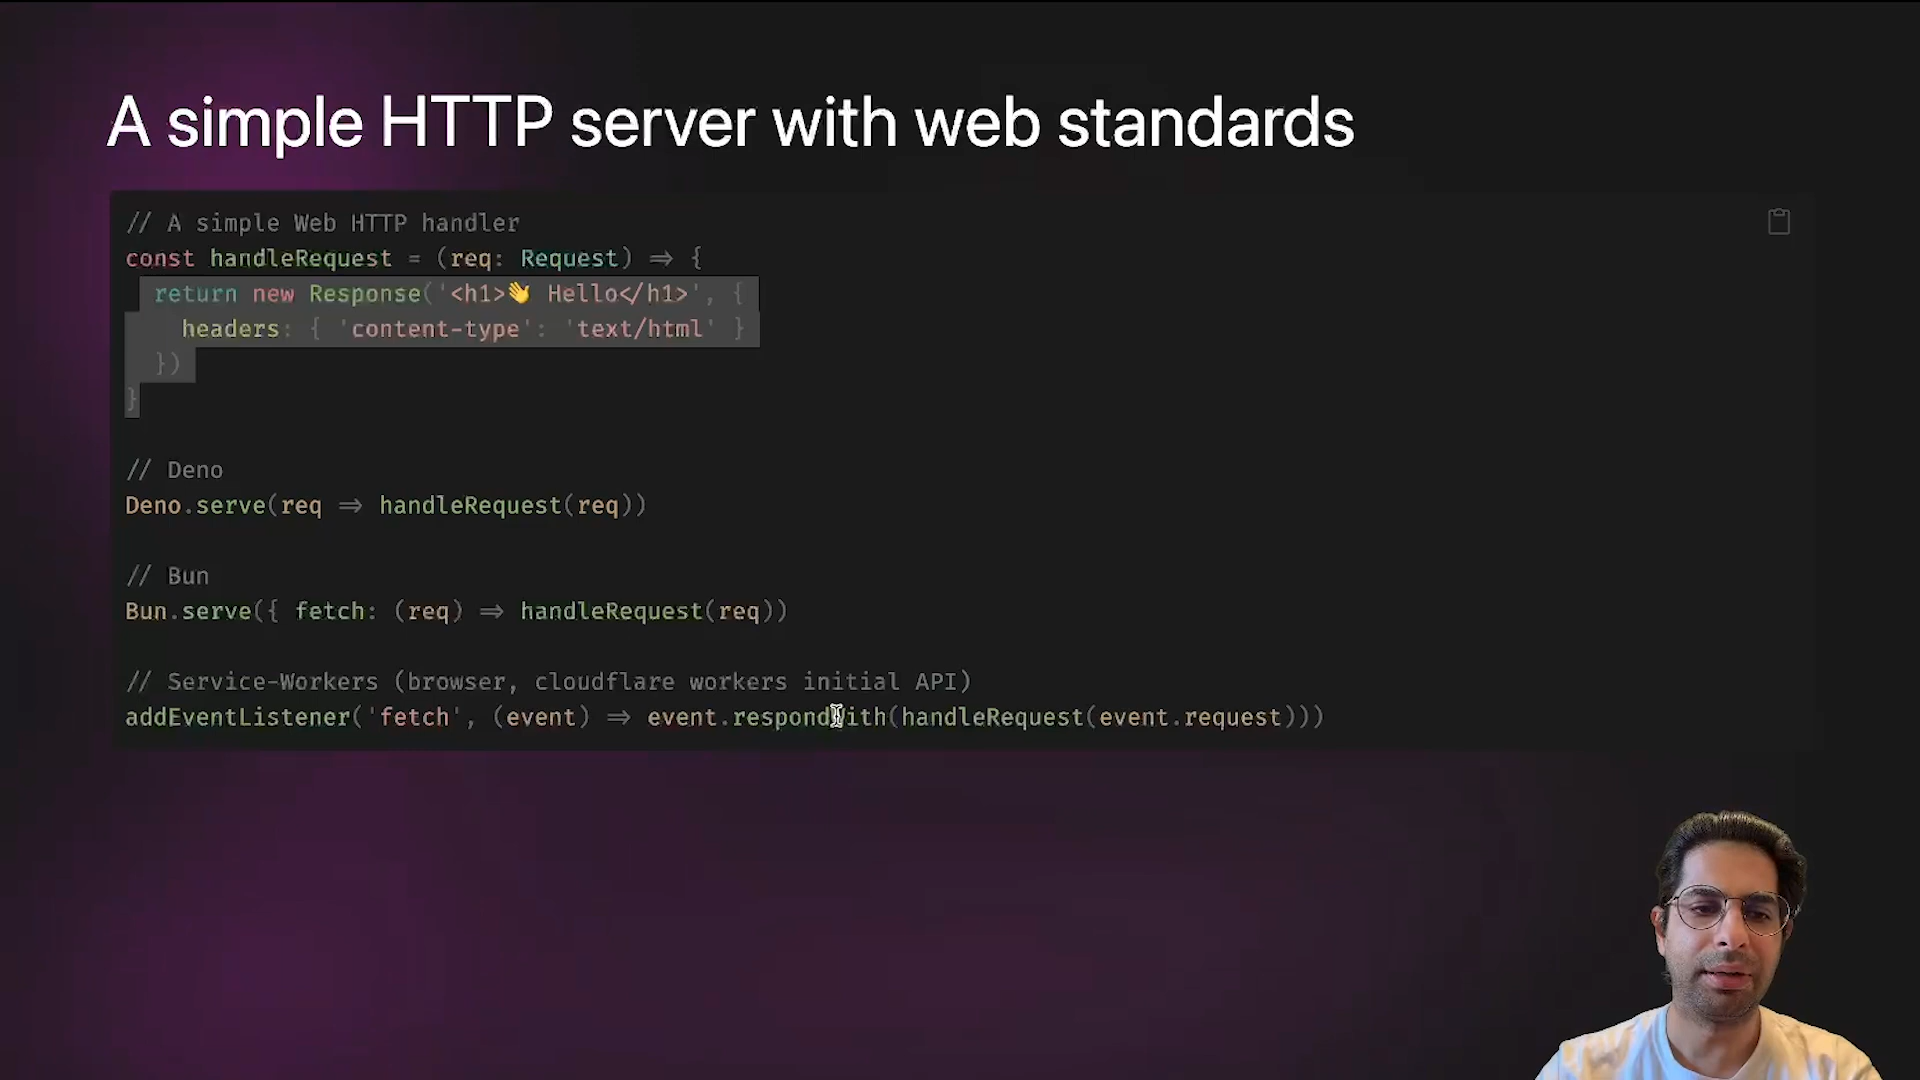 A simple HTTP server with web standards
// A simple Web HTTP handler
const handleRequest = (req: Request) => {
return new Response('<h1>👋 Hello</h1>', {
headers: { 'content-type': 'text/html' }
})
}
// Deno
Deno.serve(req => handleRequest(req))
// Bun
Bun.serve({ fetch: (req) => handleRequest(req))
// Service-Workers (browser, cloudflare workers initial API)
addEventListener('fetch', (event) => event.respondWith(handleRequest(event.request)))